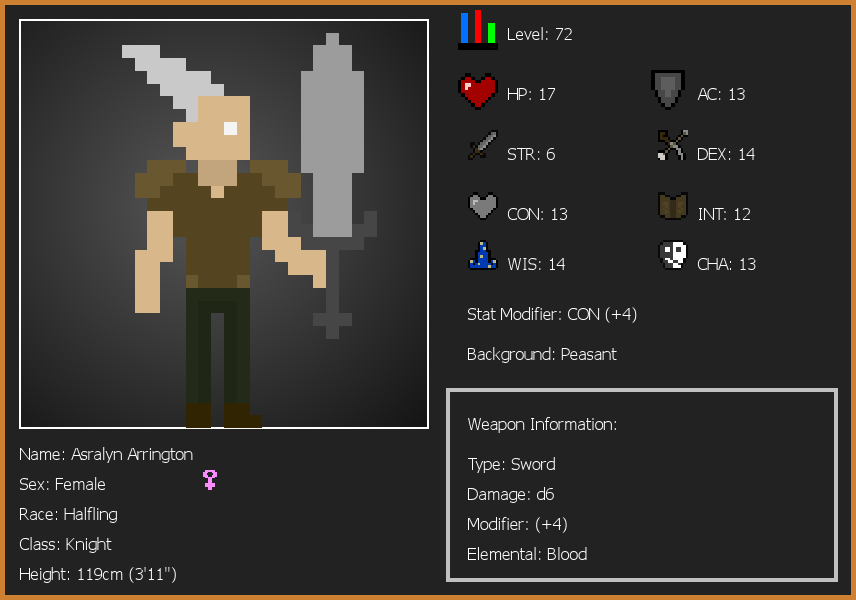 Level: 72
HP: 17
AC: 13
STR: 6
DEX: 14
CON: 13
INT: 12
WIS: 14
CHA: 13
Stat Modifier: CON (+4)
Background: Peasant
Weapon Information:
Type: Sword
Damage: d6
Modifier: (+4)
Elemental: Blood
Name: Asralyn Arrington
Sex: Female
Race: Halfling
Class: Knight
Height: 119cm (3'11")